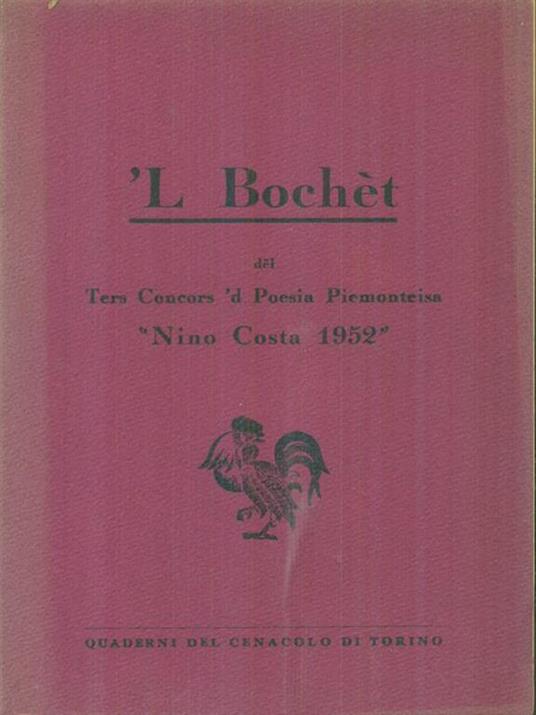 'L Bochèt
dël
Ters Concors 'd Poesia Piemonteisa
"Nino Costa 1952"
QUADERNI DEL CENACOLO DI TORINO